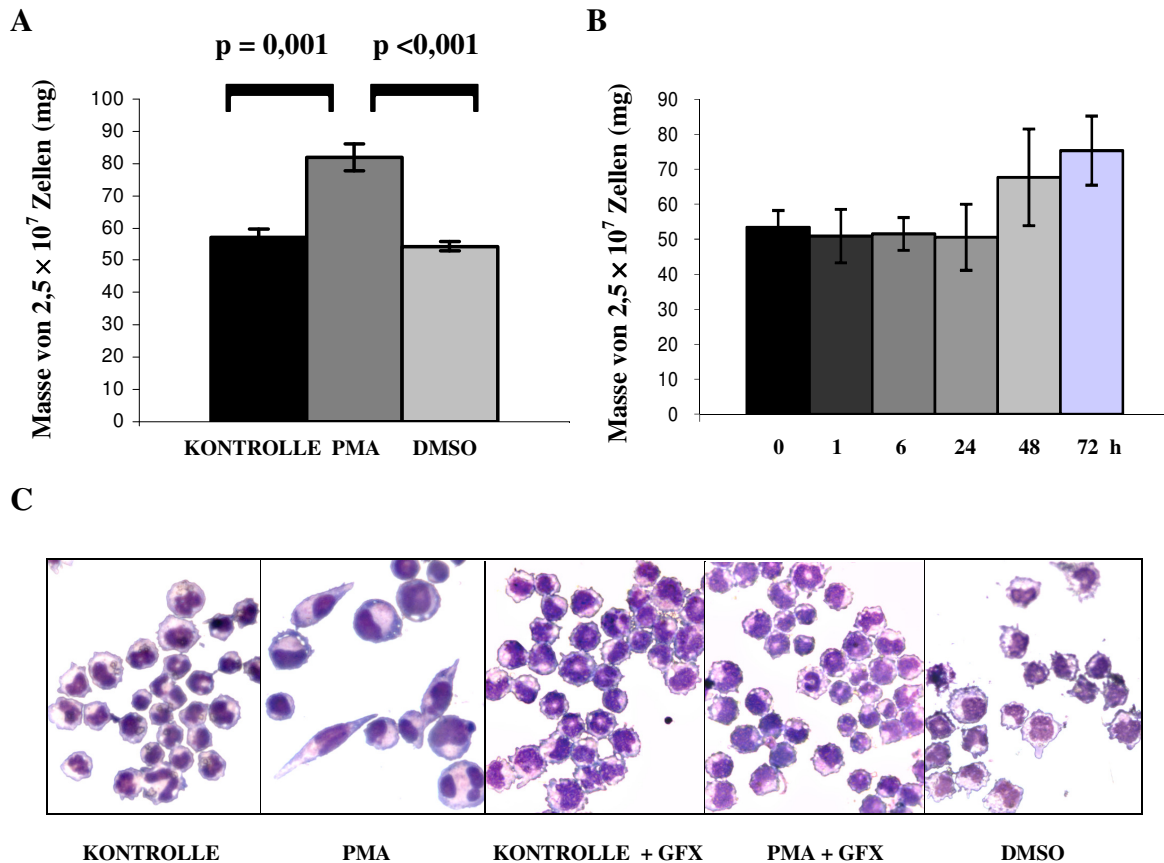 A
p = 0,001 p <0,001
Masse von 2,5 × 10⁷ Zellen (mg)
100
90
80
70
60
50
40
30
20
10
0
KONTROLLE PMA DMSO
B
Masse von 2,5 × 10⁷ Zellen (mg)
90
80
70
60
50
40
30
20
10
0
0 1 6 24 48 72 h
C
KONTROLLE PMA KONTROLLE + GFX PMA + GFX DMSO